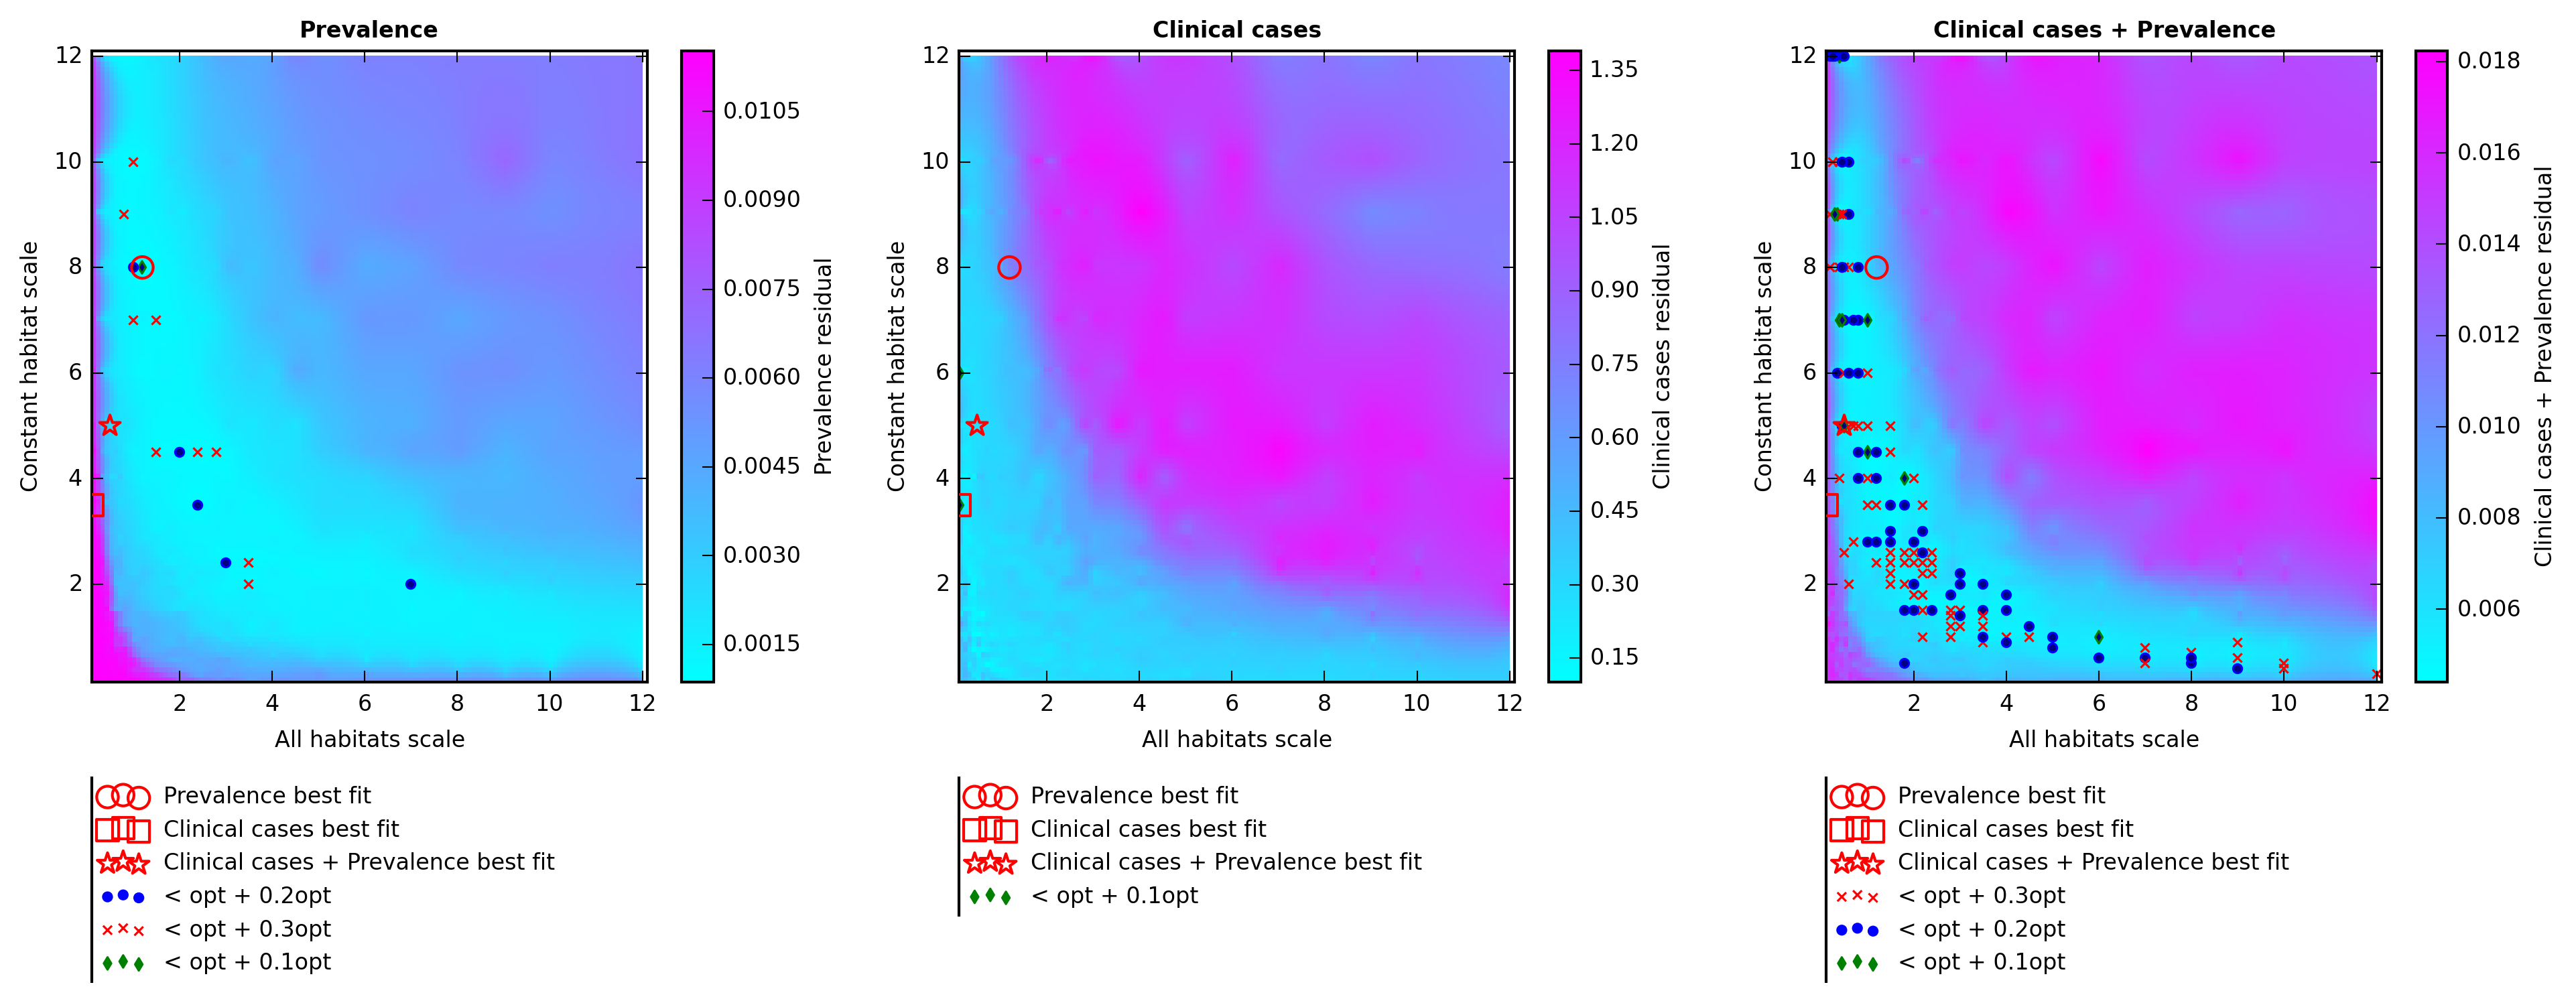 Prevalence
Clinical cases
Clinical cases + Prevalence
12
10
8
6
4
2
Constant habitat scale
2 4 6 8 10 12
All habitats scale
0.0105
0.0090
0.0075
0.0060
0.0045
0.0030
0.0015
Prevalence residual
12
10
8
6
4
2
Constant habitat scale
2 4 6 8 10 12
All habitats scale
1.35
1.20
1.05
0.90
0.75
0.60
0.45
0.30
0.15
Clinical cases residual
12
10
8
6
4
2
Constant habitat scale
2 4 6 8 10 12
All habitats scale
0.018
0.016
0.014
0.012
0.010
0.008
0.006
Clinical cases + Prevalence residual
Prevalence best fit
Clinical cases best fit
Clinical cases + Prevalence best fit
< opt + 0.2opt
< opt + 0.3opt
< opt + 0.1opt
Prevalence best fit
Clinical cases best fit
Clinical cases + Prevalence best fit
< opt + 0.1opt
Prevalence best fit
Clinical cases best fit
Clinical cases + Prevalence best fit
< opt + 0.3opt
< opt + 0.2opt
< opt + 0.1opt